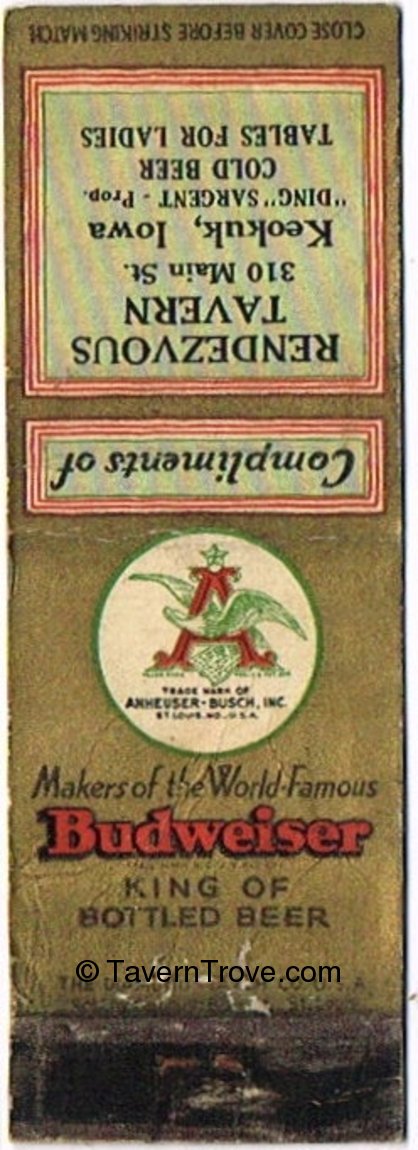 CLOSE COVER BEFORE STRIKING MATCH
Compliments of
RENDEZVOUS
TAVERN
310 Main St.
Keokuk, Iowa
"DING" SARGENT - Prop.
COLD BEER
TABLES FOR LADIES
A
TRADE MARK OF
ANHEUSER-BUSCH, INC.
ST. LOUIS, MO., U.S.A.
Makers of the World-Famous
Budweiser
KING OF
BOTTLED BEER
© TavernTrove.com